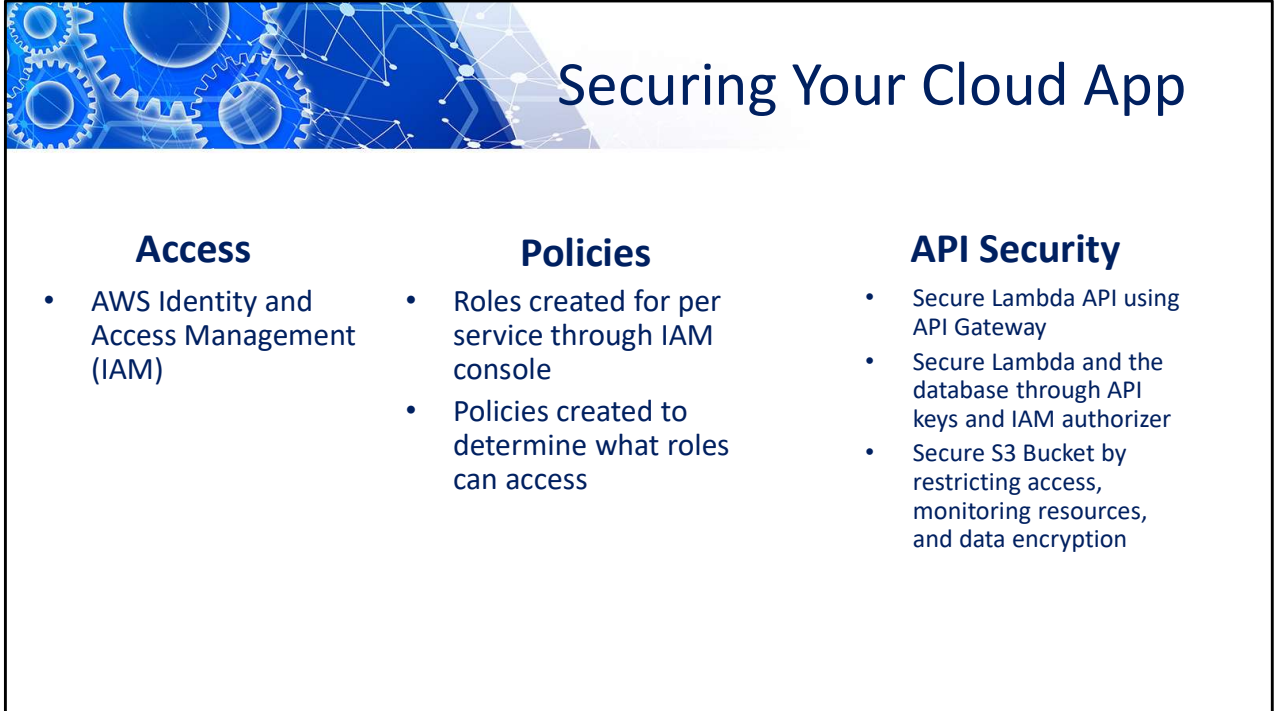 Securing Your Cloud App
Access
• AWS Identity and
Access Management
(IAM)
Policies
• Roles created for per
service through IAM
console
• Policies created to
determine what roles
can access
API Security
• Secure Lambda API using
API Gateway
• Secure Lambda and the
database through API
keys and IAM authorizer
• Secure S3 Bucket by
restricting access,
monitoring resources,
and data encryption